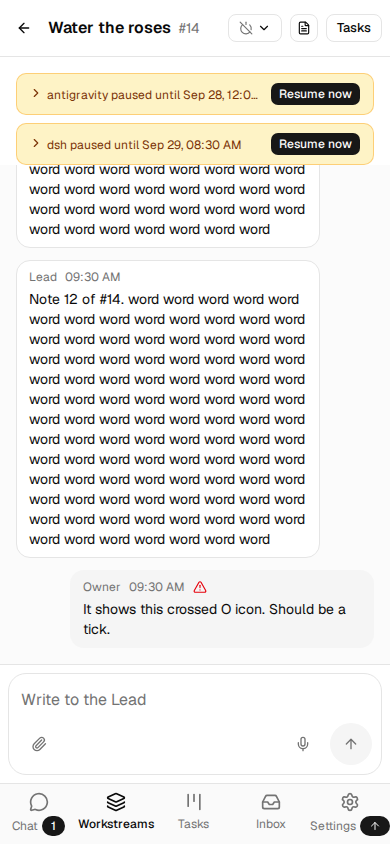 Water the roses #14
Tasks
antigravity paused until Sep 28, 12:0...
Resume now
dsh paused until Sep 29, 08:30 AM
Resume now
word word word word word word word
word word word word word word word
word word word word word word word
word word word word word word
Lead 09:30 AM
Note 12 of #14. word word word word word
word word word word word word word
word word word word word word word
word word word word word word word
word word word word word word word
word word word word word word word
word word word word word word word
word word word word word word word
word word word word word word word
word word word word word word word
word word word word word word word
word word word word word word word
word word word word word word
Owner 09:30 AM
It shows this crossed O icon. Should be a
tick.
Write to the Lead
Chat 1
Workstreams
Tasks
Inbox
Settings